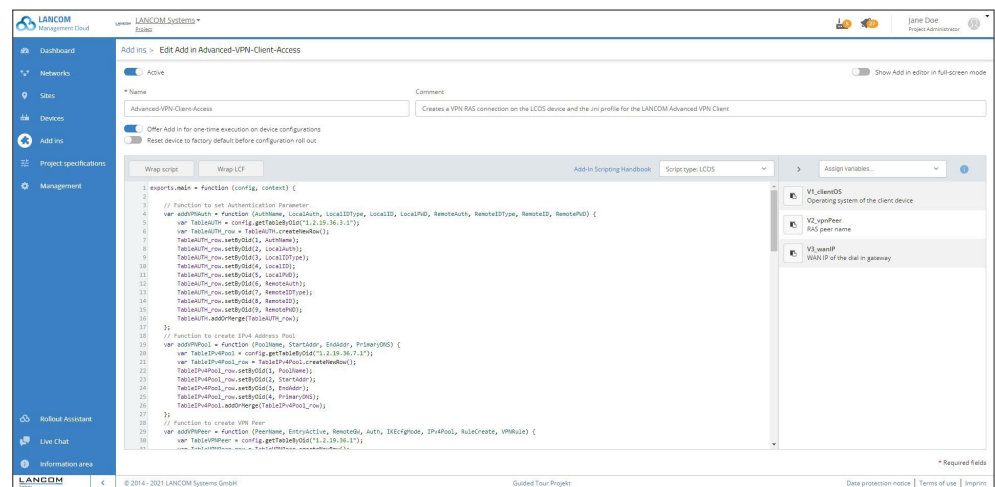 LANCOM
Management Cloud
LANCOM Systems
Project
Jane Doe
Project Administrator
Dashboard
Networks
Sites
Devices
Add ins
Project specifications
Management
Rollout Assistant
Live Chat
Information area
LANCOM
<
Add ins > Edit Add in Advanced-VPN-Client-Access
Active
Show Add in editor in full-screen mode
* Name
Comment
Advanced-VPN-Client-Access
Creates a VPN RAS connection on the LCOS device and the .ini profile for the LANCOM Advanced VPN Client
Offer Add in for one-time execution on device configurations
Reset device to factory default before configuration roll out
Wrap script
Wrap LCF
Add-In Scripting Handbook
Script type: LCOS
Assign variables...
1 exports.main = function (config, context) {
2
3 // Function to set Authentication Parameter
4 var addVPNAuth = function (AuthName, LocalAuth, LocalIDType, LocalID, LocalPWD, RemoteAuth, RemoteIDType, RemoteID, RemotePWD) {
5 var TableAUTH = config.getTableByOid("1.2.19.36.3.1");
6 var TableAUTH_row = TableAUTH.createNewRow();
7 TableAUTH_row.setByOid(1, AuthName);
8 TableAUTH_row.setByOid(2, LocalAuth);
9 TableAUTH_row.setByOid(3, LocalIDType);
10 TableAUTH_row.setByOid(4, LocalID);
11 TableAUTH_row.setByOid(5, LocalPWD);
12 TableAUTH_row.setByOid(6, RemoteAuth);
13 TableAUTH_row.setByOid(7, RemoteIDType);
14 TableAUTH_row.setByOid(8, RemoteID);
15 TableAUTH_row.setByOid(9, RemotePWD);
16 TableAUTH.addOrMerge(TableAUTH_row);
17 };
18 // Function to create IPv4 Address Pool
19 var addVPNPool = function (PoolName, StartAddr, EndAddr, PrimaryDNS) {
20 var TableIPv4Pool = config.getTableByOid("1.2.19.36.7.1");
21 var TableIPv4Pool_row = TableIPv4Pool.createNewRow();
22 TableIPv4Pool_row.setByOid(1, PoolName);
23 TableIPv4Pool_row.setByOid(2, StartAddr);
24 TableIPv4Pool_row.setByOid(3, EndAddr);
25 TableIPv4Pool_row.setByOid(4, PrimaryDNS);
26 TableIPv4Pool.addOrMerge(TableIPv4Pool_row);
27 };
28 // Function to create VPN Peer
29 var addVPNPeer = function (PeerName, EntryActive, RemoteGW, Auth, IKECfgMode, IPv4Pool, RuleCreate, VPNRule) {
30 var TableVPNPeer = config.getTableByOid("1.2.19.36.1");
V1_clientOS
Operating system of the client device
V2_vpnPeer
RAS peer name
V3_wanIP
WAN IP of the dial in gateway
* Required fields
© 2014 - 2021 LANCOM Systems GmbH
Guided Tour Projekt
Data protection notice | Terms of use | Imprint